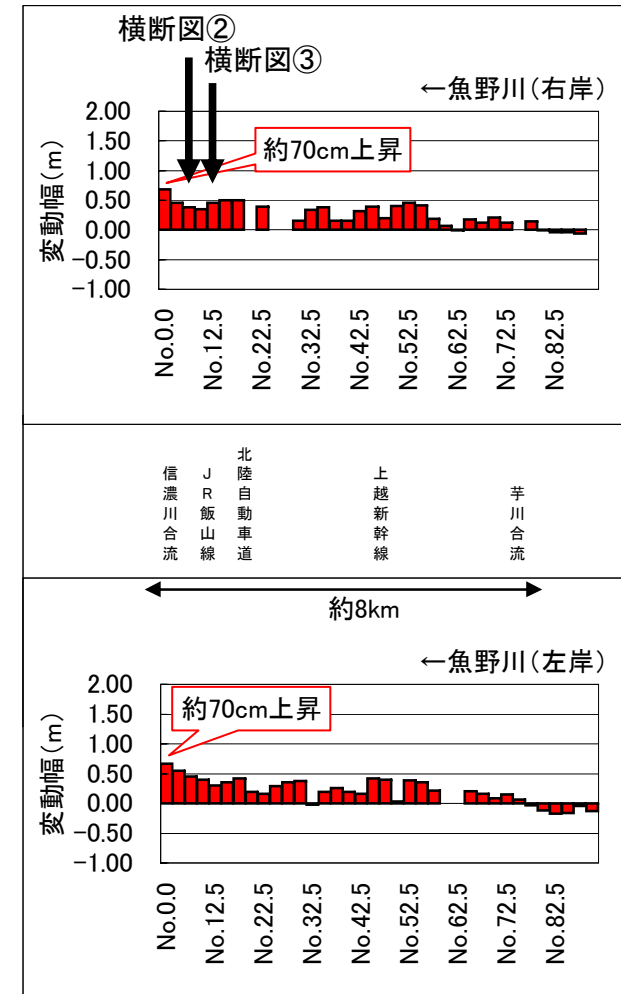 横断図②
横断図③
←魚野川(右岸)
約70cm上昇
変動幅(m)
2.00
1.50
1.00
0.50
0.00
-0.50
-1.00
No.0.0
No.12.5
No.22.5
No.32.5
No.42.5
No.52.5
No.62.5
No.72.5
No.82.5
信濃川合流
JR飯山線
北陸自動車道
上越新幹線
芋川合流
約8km
←魚野川(左岸)
約70cm上昇
変動幅(m)
2.00
1.50
1.00
0.50
0.00
-0.50
-1.00
No.0.0
No.12.5
No.22.5
No.32.5
No.42.5
No.52.5
No.62.5
No.72.5
No.82.5